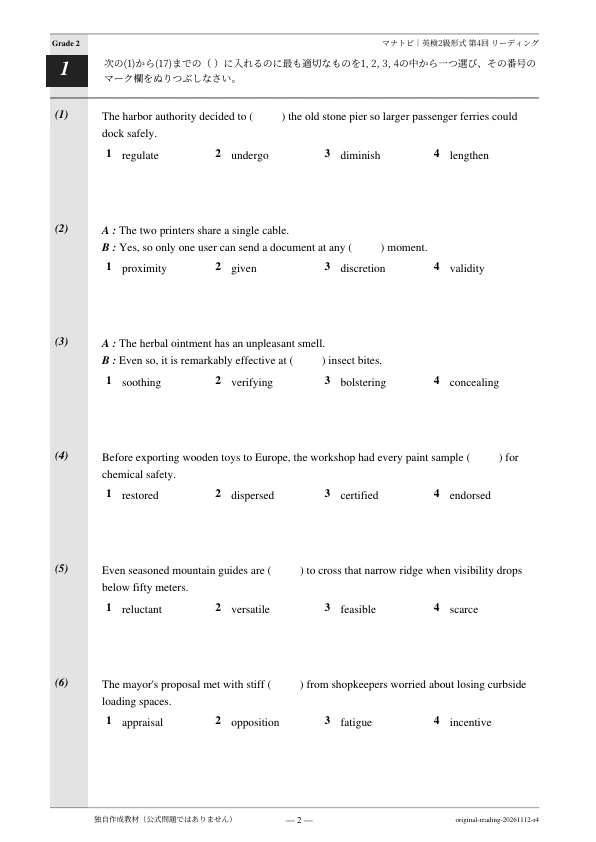 Grade 2
マナトビ｜英検2級形式 第4回 リーディング
1
次の(1)から(17)までの（ ）に入れるのに最も適切なものを1, 2, 3, 4の中から一つ選び、その番号の
マーク欄をぬりつぶしなさい。
(1)
The harbor authority decided to (          ) the old stone pier so larger passenger ferries could
dock safely.
1 regulate 2 undergo 3 diminish 4 lengthen
(2)
A : The two printers share a single cable.
B : Yes, so only one user can send a document at any (          ) moment.
1 proximity 2 given 3 discretion 4 validity
(3)
A : The herbal ointment has an unpleasant smell.
B : Even so, it is remarkably effective at (          ) insect bites.
1 soothing 2 verifying 3 bolstering 4 concealing
(4)
Before exporting wooden toys to Europe, the workshop had every paint sample (          ) for
chemical safety.
1 restored 2 dispersed 3 certified 4 endorsed
(5)
Even seasoned mountain guides are (          ) to cross that narrow ridge when visibility drops
below fifty meters.
1 reluctant 2 versatile 3 feasible 4 scarce
(6)
The mayor's proposal met with stiff (          ) from shopkeepers worried about losing curbside
loading spaces.
1 appraisal 2 opposition 3 fatigue 4 incentive
独自作成教材（公式問題ではありません）
— 2 —
original-reading-20261112-r4